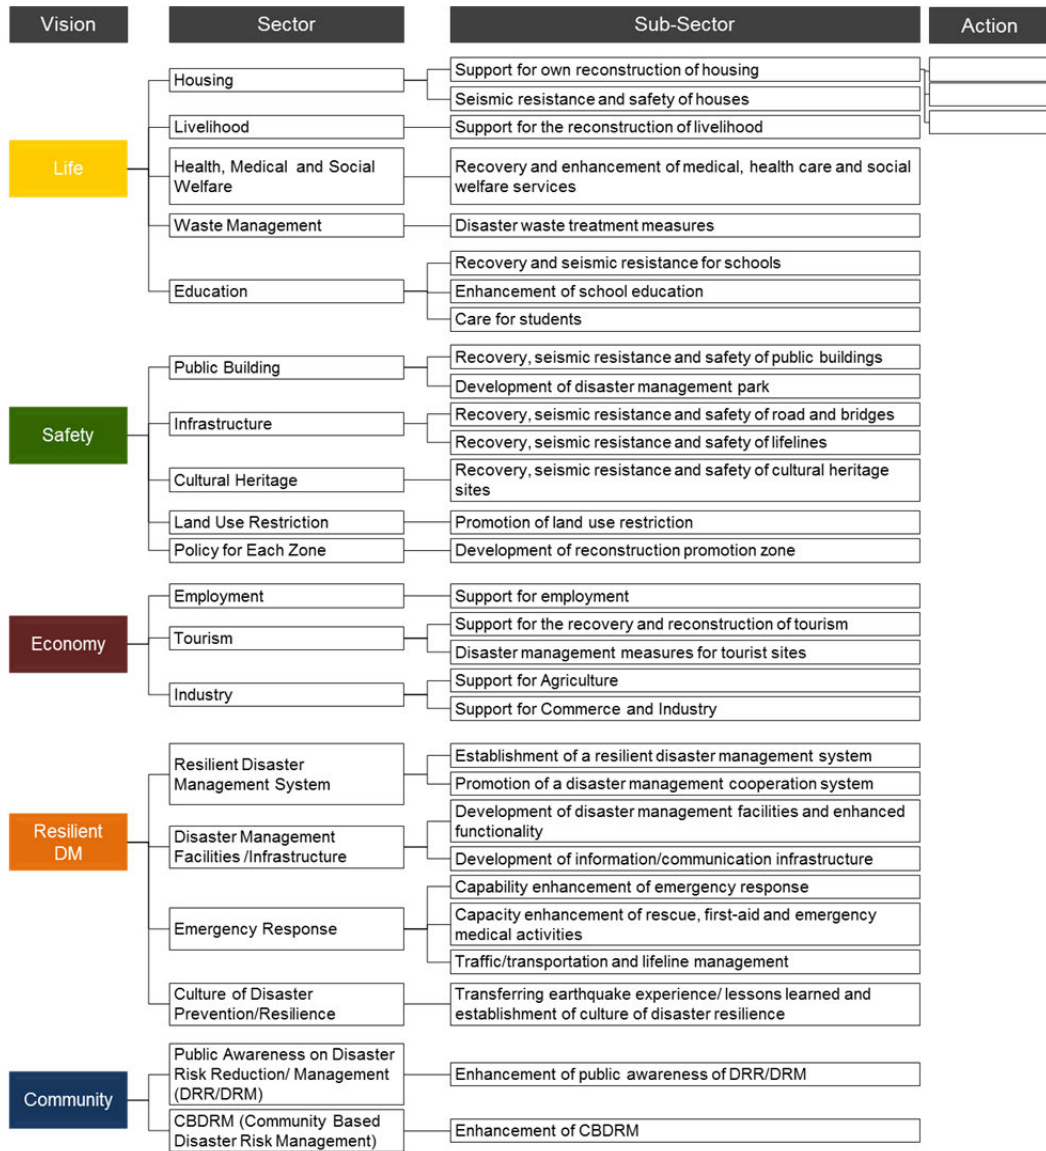 Vision
Sector
Sub-Sector
Action
Life
Housing
Support for own reconstruction of housing
Seismic resistance and safety of houses
Livelihood
Support for the reconstruction of livelihood
Health, Medical and Social
Welfare
Recovery and enhancement of medical, health care and social
welfare services
Waste Management
Disaster waste treatment measures
Education
Recovery and seismic resistance for schools
Enhancement of school education
Care for students
Safety
Public Building
Recovery, seismic resistance and safety of public buildings
Development of disaster management park
Infrastructure
Recovery, seismic resistance and safety of road and bridges
Recovery, seismic resistance and safety of lifelines
Cultural Heritage
Recovery, seismic resistance and safety of cultural heritage
sites
Land Use Restriction
Promotion of land use restriction
Policy for Each Zone
Development of reconstruction promotion zone
Economy
Employment
Support for employment
Tourism
Support for the recovery and reconstruction of tourism
Disaster management measures for tourist sites
Industry
Support for Agriculture
Support for Commerce and Industry
Resilient
DM
Resilient Disaster
Management System
Establishment of a resilient disaster management system
Promotion of a disaster management cooperation system
Disaster Management
Facilities /Infrastructure
Development of disaster management facilities and enhanced
functionality
Development of information/communication infrastructure
Emergency Response
Capability enhancement of emergency response
Capacity enhancement of rescue, first-aid and emergency
medical activities
Traffic/transportation and lifeline management
Culture of Disaster
Prevention/Resilience
Transferring earthquake experience/ lessons learned and
establishment of culture of disaster resilience
Community
Public Awareness on Disaster
Risk Reduction/ Management
(DRR/DRM)
Enhancement of public awareness of DRR/DRM
CBDRM (Community Based
Disaster Risk Management)
Enhancement of CBDRM